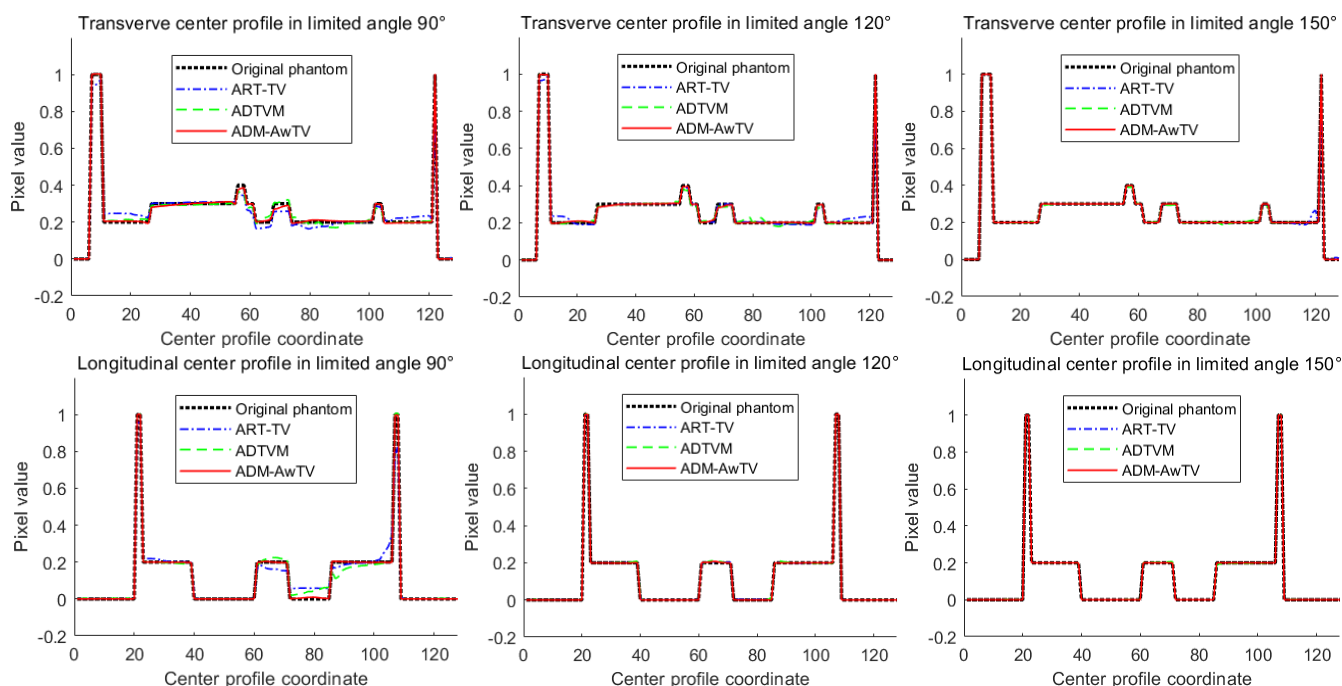 Transverve center profile in limited angle 90°
Original phantom
ART-TV
ADTVM
ADM-AwTV
Pixel value
1
0.8
0.6
0.4
0.2
0
-0.2
0 20 40 60 80 100 120
Center profile coordinate
Transverve center profile in limited angle 120°
Original phantom
ART-TV
ADTVM
ADM-AwTV
Pixel value
1
0.8
0.6
0.4
0.2
0
-0.2
0 20 40 60 80 100 120
Center profile coordinate
Transverve center profile in limited angle 150°
Original phantom
ART-TV
ADTVM
ADM-AwTV
Pixel value
1
0.8
0.6
0.4
0.2
0
-0.2
0 20 40 60 80 100 120
Center profile coordinate
Longitudinal center profile in limited angle 90°
Original phantom
ART-TV
ADTVM
ADM-AwTV
Pixel value
1
0.8
0.6
0.4
0.2
0
-0.2
0 20 40 60 80 100 120
Center profile coordinate
Longitudinal center profile in limited angle 120°
Original phantom
ART-TV
ADTVM
ADM-AwTV
Pixel value
1
0.8
0.6
0.4
0.2
0
-0.2
0 20 40 60 80 100 120
Center profile coordinate
Longitudinal center profile in limited angle 150°
Original phantom
ART-TV
ADTVM
ADM-AwTV
Pixel value
1
0.8
0.6
0.4
0.2
0
-0.2
0 20 40 60 80 100 120
Center profile coordinate